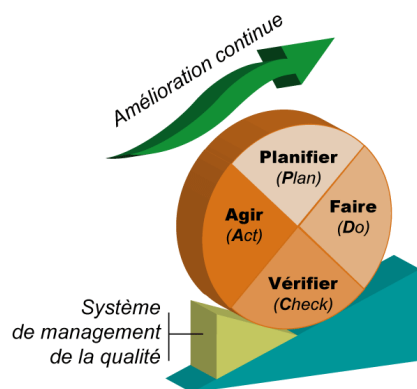 Amélioration continue
Planifier
(Plan)
Agir
(Act)
Faire
(Do)
Vérifier
(Check)
Système
de management
de la qualité